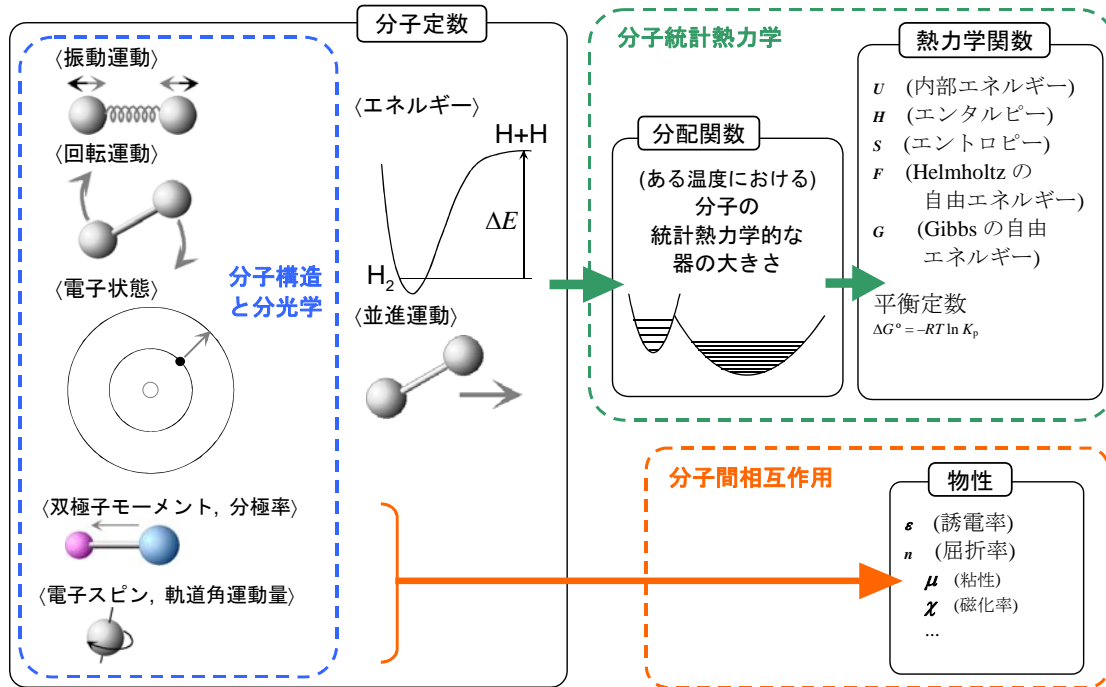 分子定数
〈振動運動〉
〈回転運動〉
〈電子状態〉
分子構造
と分光学
〈双極子モーメント, 分極率〉
〈電子スピン, 軌道角運動量〉
〈エネルギー〉
H+H
ΔE
H₂
〈並進運動〉
分子統計熱力学
分配関数
(ある温度における)
分子の
統計熱力学的な
器の大きさ
熱力学関数
U (内部エネルギー)
H (エンタルピー)
S (エントロピー)
F (Helmholtz の
自由エネルギー)
G (Gibbs の自由
エネルギー)
平衡定数
ΔG° = –RT ln Kₚ
分子間相互作用
物性
ε (誘電率)
n (屈折率)
μ (粘性)
χ (磁化率)
...